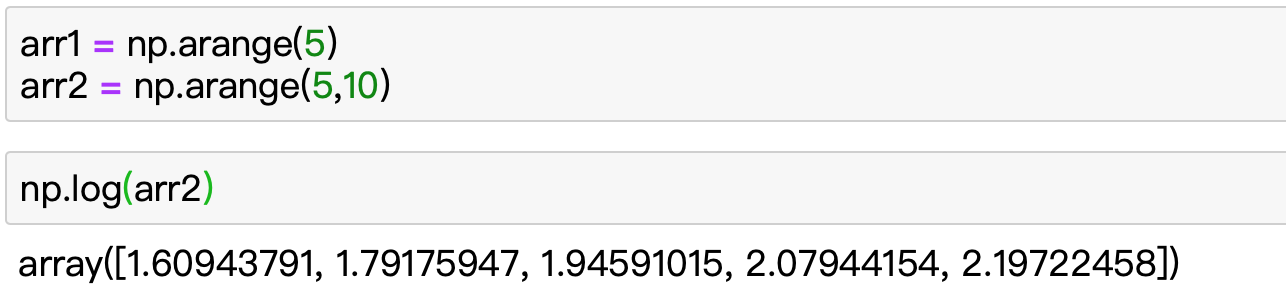 arr1 = np.arange(5)
arr2 = np.arange(5,10)
np.log(arr2)
array([1.60943791, 1.79175947, 1.94591015, 2.07944154, 2.19722458])